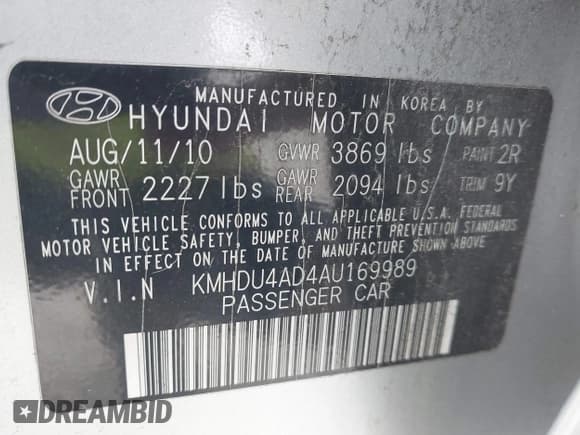 MANUFACTURED IN KOREA BY
HYUNDAI MOTOR COMPANY
AUG/11/10 GVWR 3869 lbs PAINT 2R
GAWR FRONT 2227 lbs GAWR REAR 2094 lbs TRIM 9Y
THIS VEHICLE CONFORMS TO ALL APPLICABLE U.S.A. FEDERAL
MOTOR VEHICLE SAFETY, BUMPER, AND THEFT PREVENTION STANDARDS
IN EFFECT ON THE DATE OF MANUFACTURE SHOWN ABOVE.
V.I.N KMHDU4AD4AU169989
PASSENGER CAR
DREAMBID